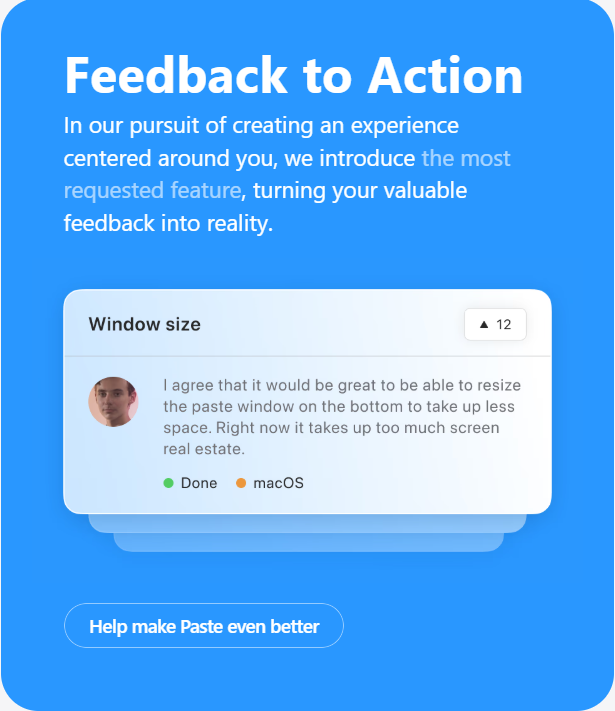 Feedback to Action
In our pursuit of creating an experience
centered around you, we introduce the most
requested feature, turning your valuable
feedback into reality.
Window size
▲ 12
I agree that it would be great to be able to resize
the paste window on the bottom to take up less
space. Right now it takes up too much screen
real estate.
Done macOS
Help make Paste even better